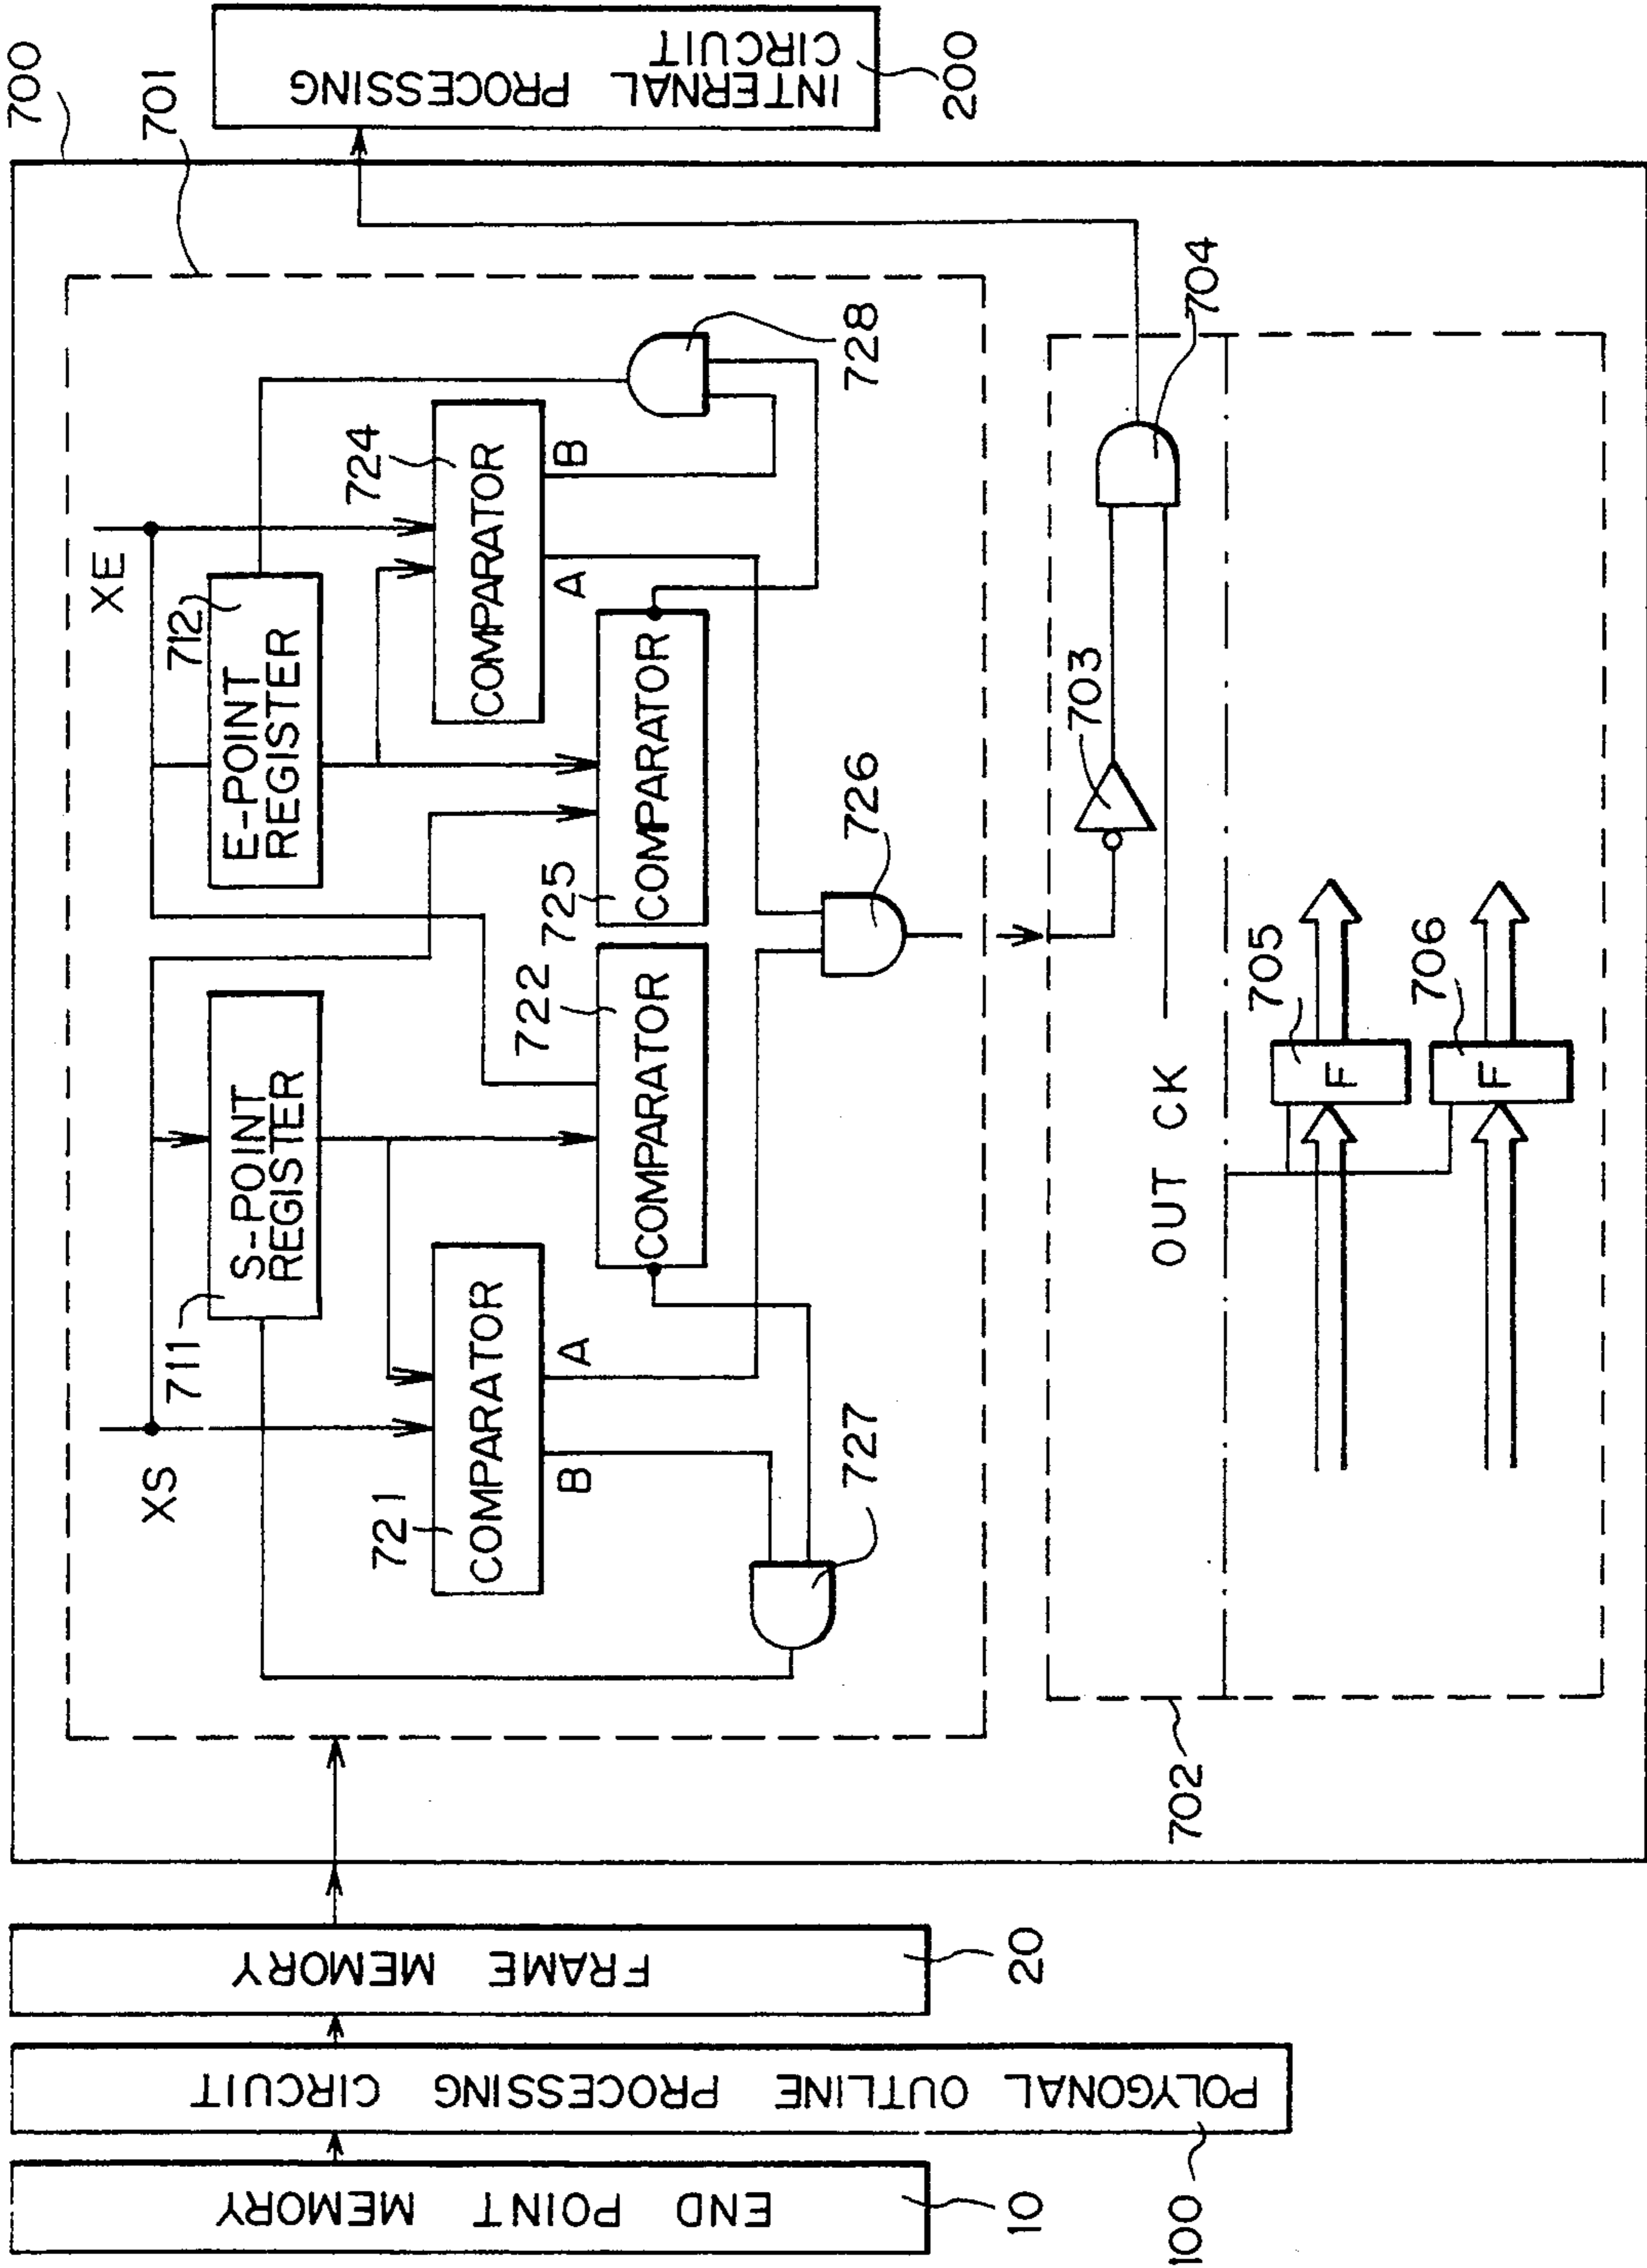 700
701
INTERNAL PROCESSING
CIRCUIT
200
XE
712
E-POINT
REGISTER
724
COMPARATOR
B
A
728
725
COMPARATOR
XS
711
S-POINT
REGISTER
721
COMPARATOR
B
A
722
COMPARATOR
726
727
703
704
OUT CK
705
F
706
F
702
FRAME MEMORY
20
POLYGONAL OUTLINE PROCESSING CIRCUIT
100
END POINT MEMORY
10